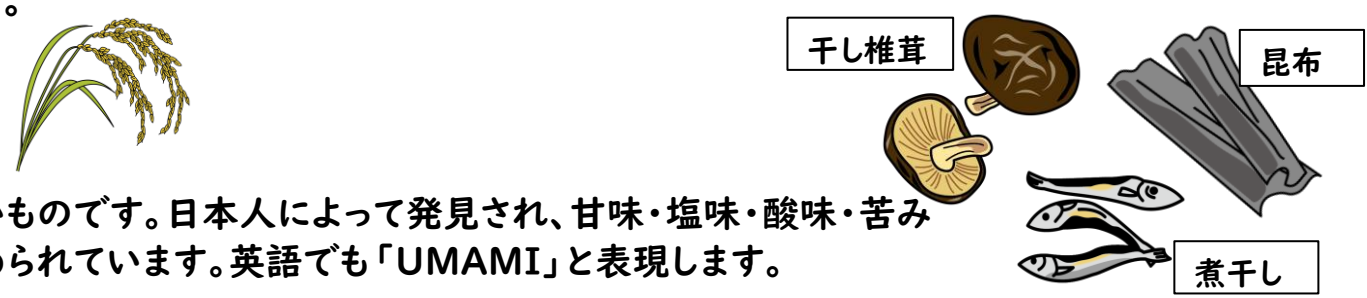 。
干し椎茸
昆布
いものです。日本人によって発見され、甘味・塩味・酸味・苦み
められています。英語でも「UMAMI」と表現します。
煮干し